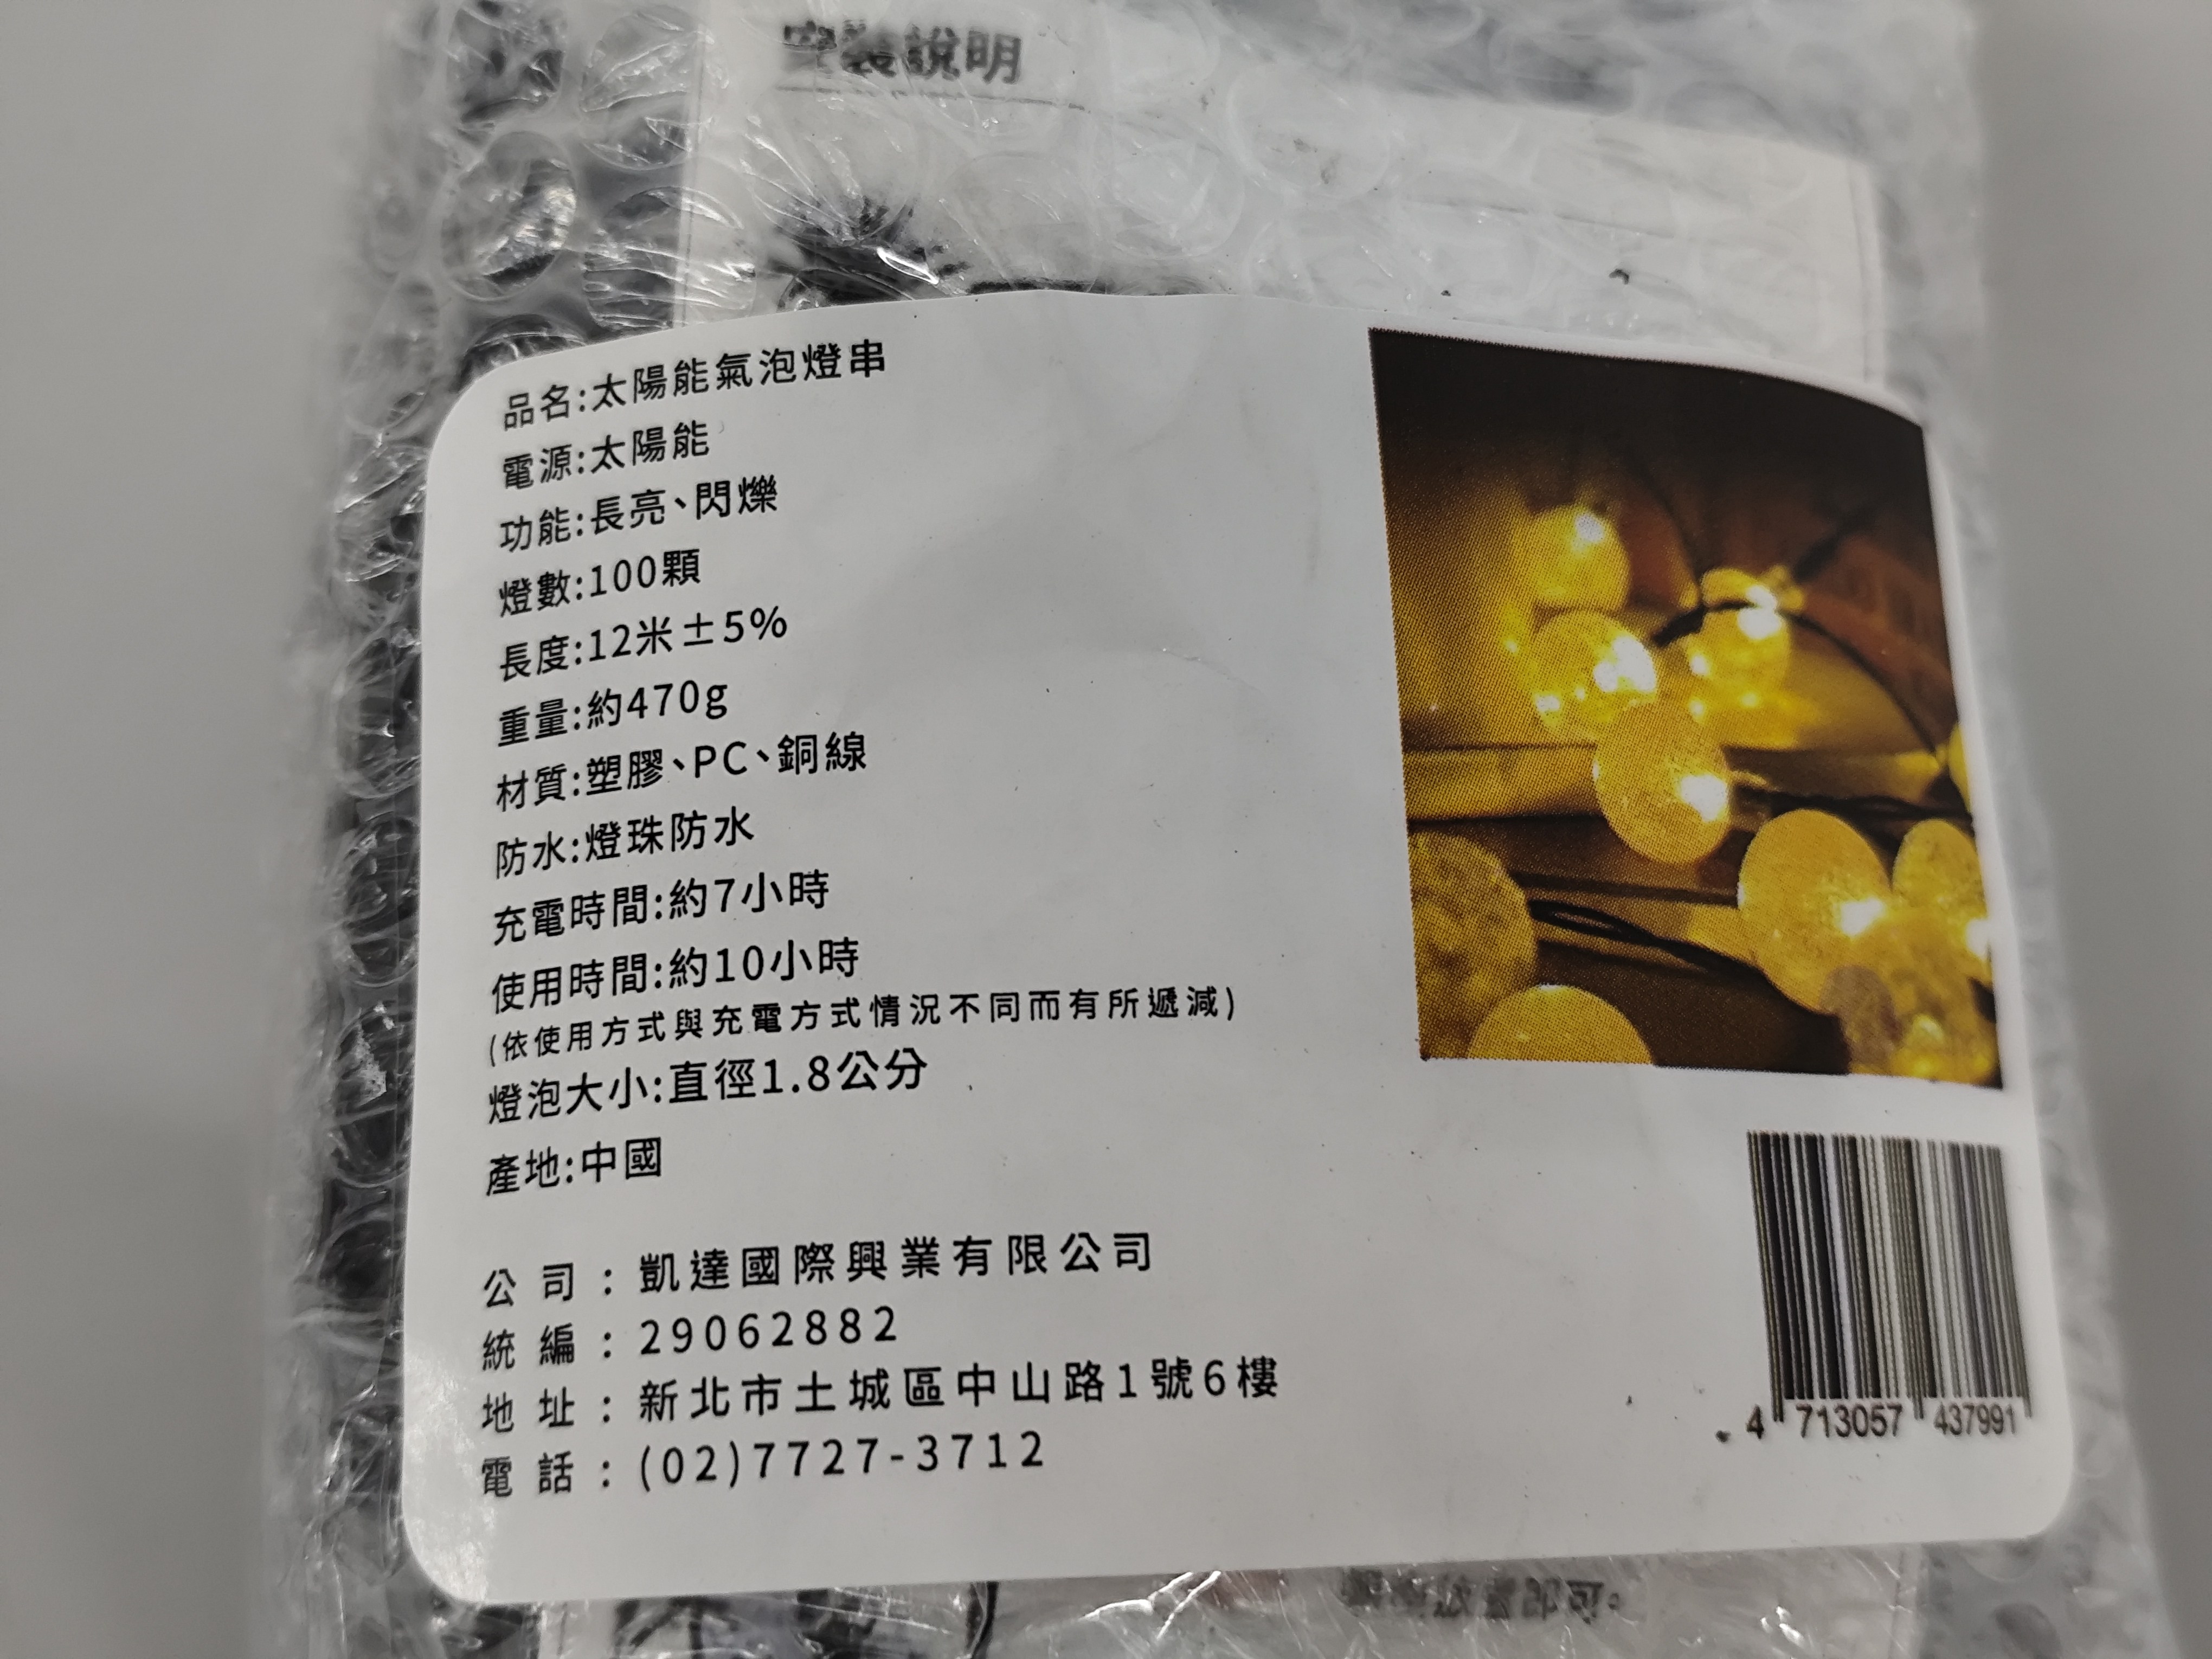 安裝說明
品名:太陽能氣泡燈串
電源:太陽能
功能:長亮、閃爍
燈數:100顆
長度:12米±5%
重量:約470g
材質:塑膠、PC、銅線
防水:燈珠防水
充電時間:約7小時
使用時間:約10小時
(依使用方式與充電方式情況不同而有所遞減)
燈泡大小:直徑1.8公分
產地:中國
公司:凱達國際興業有限公司
統編:29062882
地址:新北市土城區中山路1號6樓
電話:(02)7727-3712
4 713057 437991
即可。